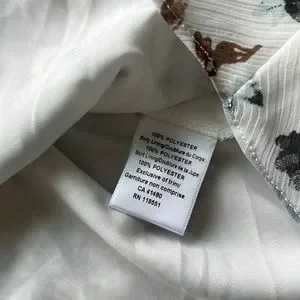 100% POLYESTER
Body Lining/Doublure du Corps:
100% POLYESTER
Skirt Lining/Doublure de la Jupe:
100% POLYESTER
Exclusive of trim/
Garniture non comprise
CA 41480
RN 118551